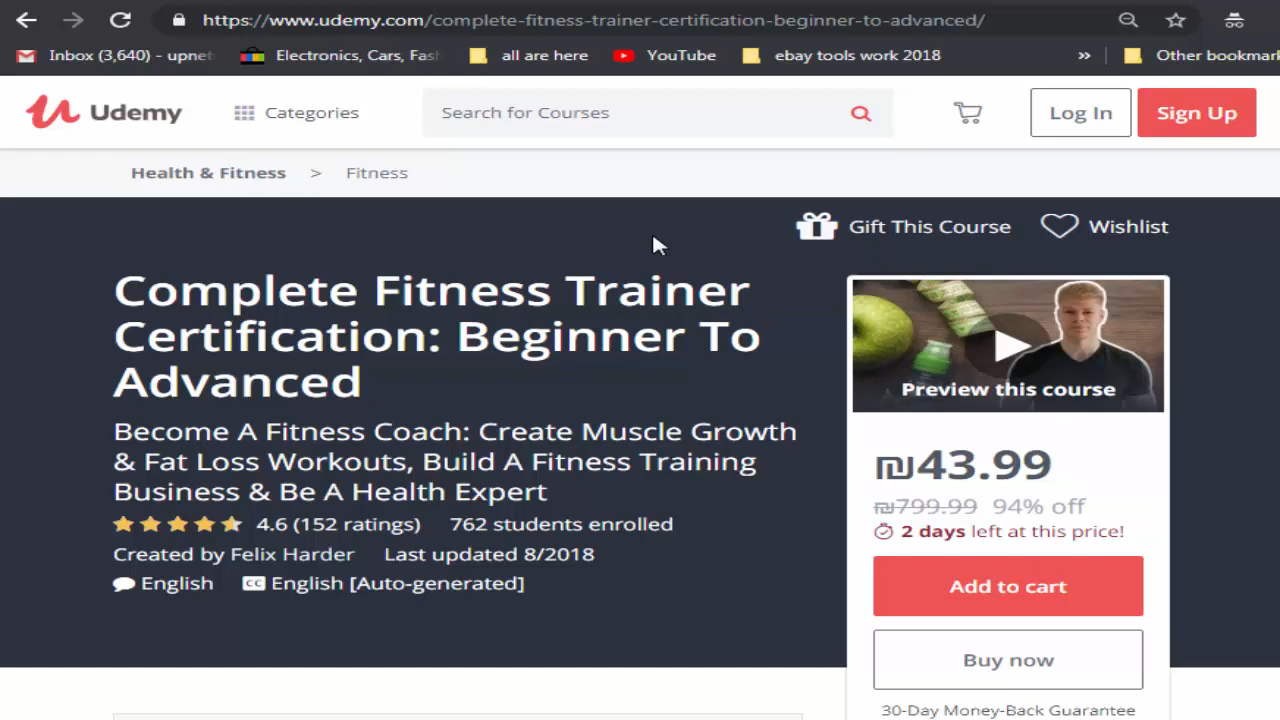 https://www.udemy.com/complete-fitness-trainer-certification-beginner-to-advanced/
Inbox (3,640) - upnet
Electronics, Cars, Fash
all are here
YouTube
ebay tools work 2018
»
Other bookmark
Udemy
Categories
Search for Courses
Log In
Sign Up
Health & Fitness > Fitness
Gift This Course
Wishlist
Complete Fitness Trainer
Certification: Beginner To
Advanced
Become A Fitness Coach: Create Muscle Growth
& Fat Loss Workouts, Build A Fitness Training
Business & Be A Health Expert
4.6 (152 ratings) 762 students enrolled
Created by Felix Harder Last updated 8/2018
English CC English [Auto-generated]
Preview this course
₪43.99
₪799.99 94% off
2 days left at this price!
Add to cart
Buy now
30-Day Money-Back Guarantee